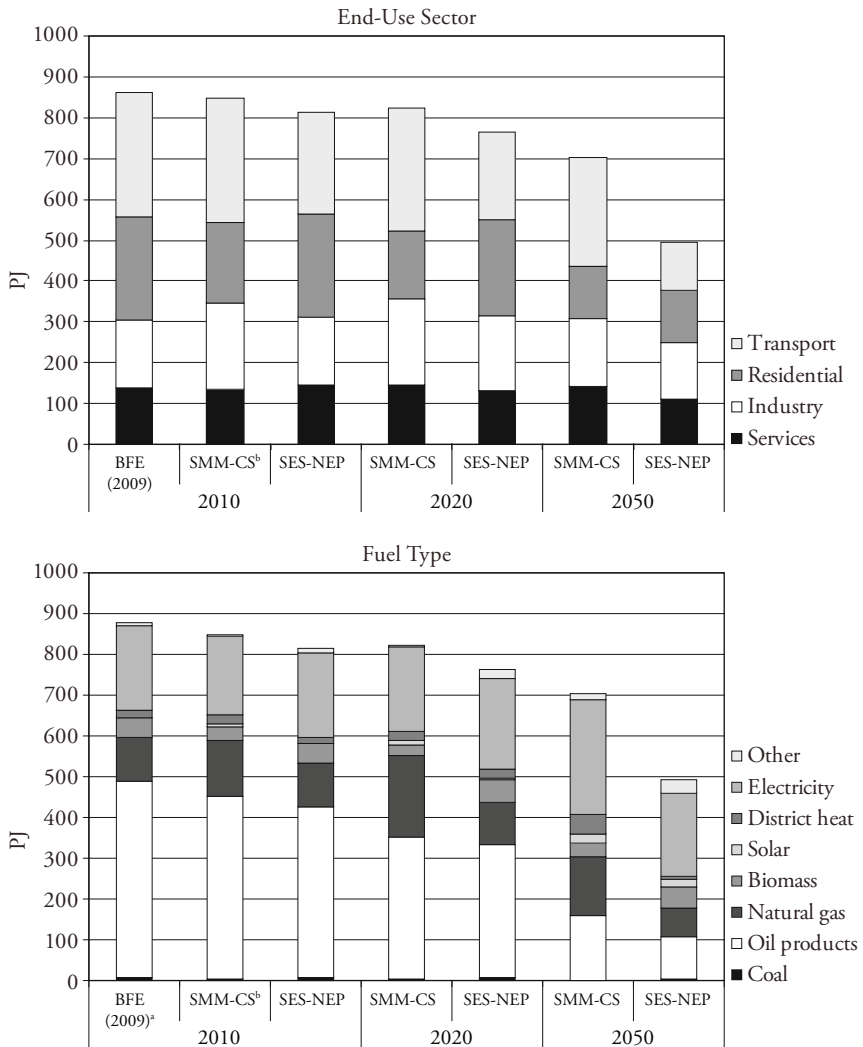 End-Use Sector
1000
900
800
700
600
500
400
300
200
100
0
PJ
Transport
Residential
Industry
Services
BFE SMM-CSᵇ SES-NEP SMM-CS SES-NEP SMM-CS SES-NEP
(2009)
2010 2020 2050
Fuel Type
1000
900
800
700
600
500
400
300
200
100
0
PJ
Other
Electricity
District heat
Solar
Biomass
Natural gas
Oil products
Coal
BFE SMM-CSᵇ SES-NEP SMM-CS SES-NEP SMM-CS SES-NEP
(2009)ᵃ
2010 2020 2050